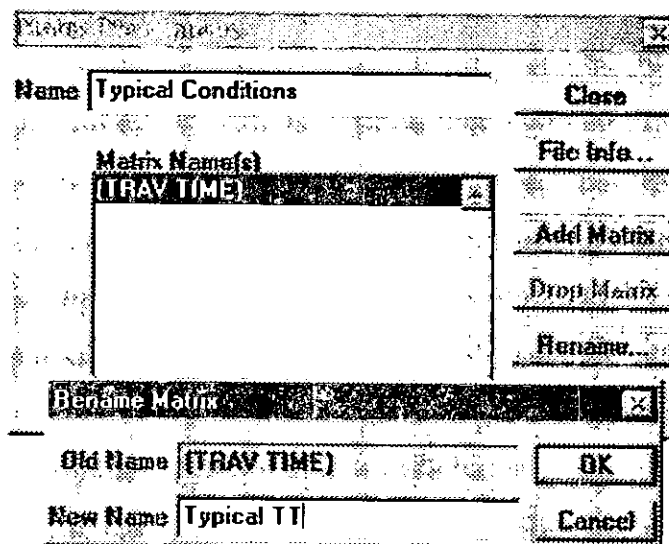 Name Typical Conditions
Close
Matrix Name(s)
File Info...
[TRAV TIME]
Add Matrix
Drop Matrix
Rename...
Rename Matrix
Old Name [TRAV TIME]
OK
New Name Typical TT
Cancel